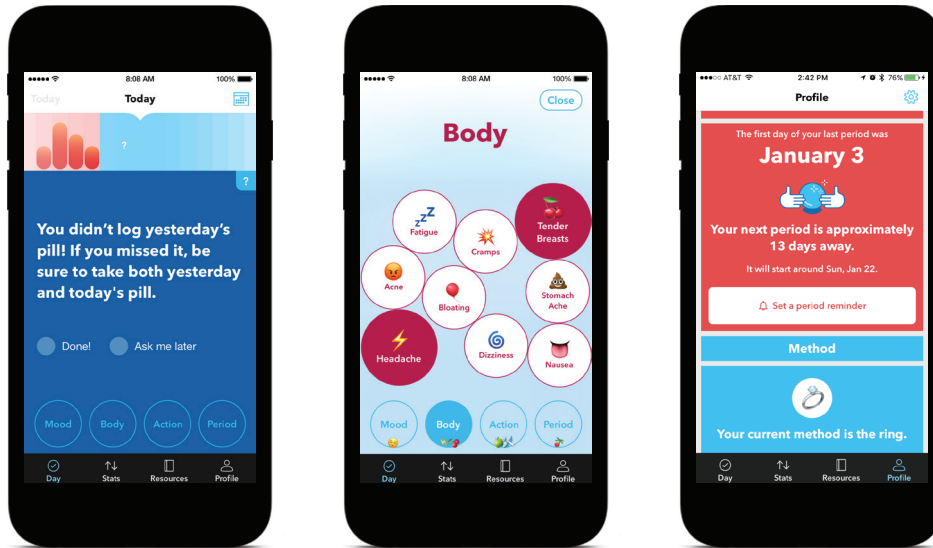 8:08 AM
100%
Today
Today
?
?
You didn't log yesterday's
pill! If you missed it, be
sure to take both yesterday
and today's pill.
Done!
Ask me later
Mood
Body
Action
Period
Day
Stats
Resources
Profile
8:08 AM
100%
Close
Body
zzZ
Fatigue
Cramps
Tender
Breasts
Acne
Bloating
Stomach
Ache
Headache
Dizziness
Nausea
Mood
Body
Action
Period
Day
Stats
Resources
Profile
AT&T
2:42 PM
76%
Profile
The first day of your last period was
January 3
Your next period is approximately
13 days away.
It will start around Sun, Jan 22.
Set a period reminder
Method
Your current method is the ring.
Day
Stats
Resources
Profile